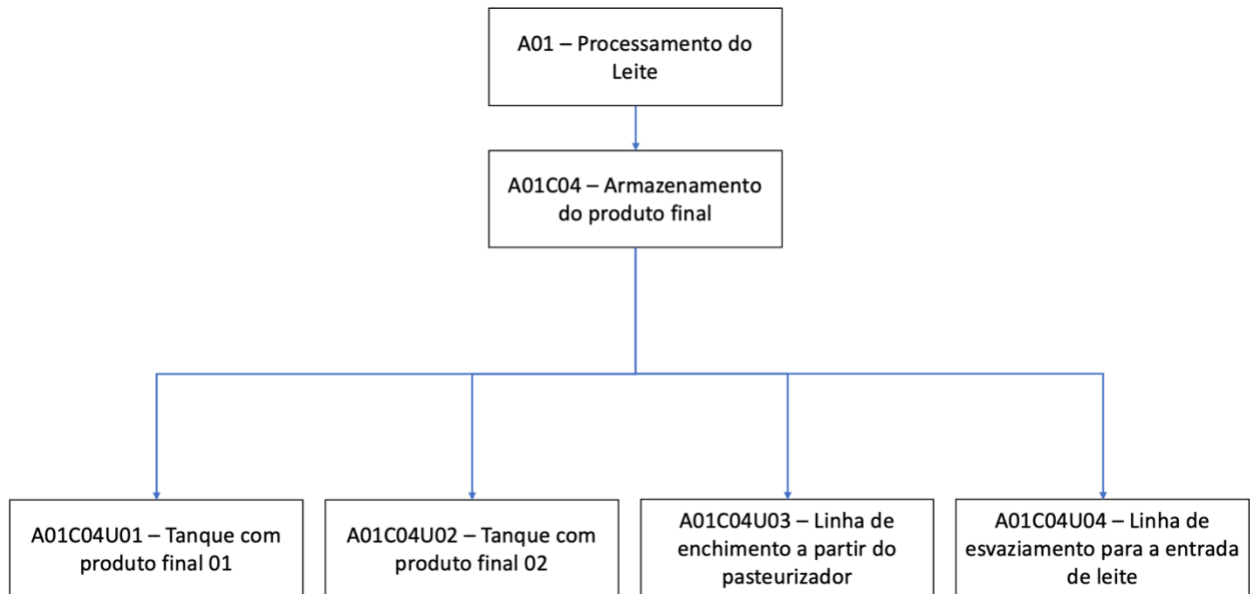 A01 – Processamento do
Leite
A01C04 – Armazenamento
do produto final
A01C04U01 – Tanque com
produto final 01
A01C04U02 – Tanque com
produto final 02
A01C04U03 – Linha de
enchimento a partir do
pasteurizador
A01C04U04 – Linha de
esvaziamento para a entrada
de leite